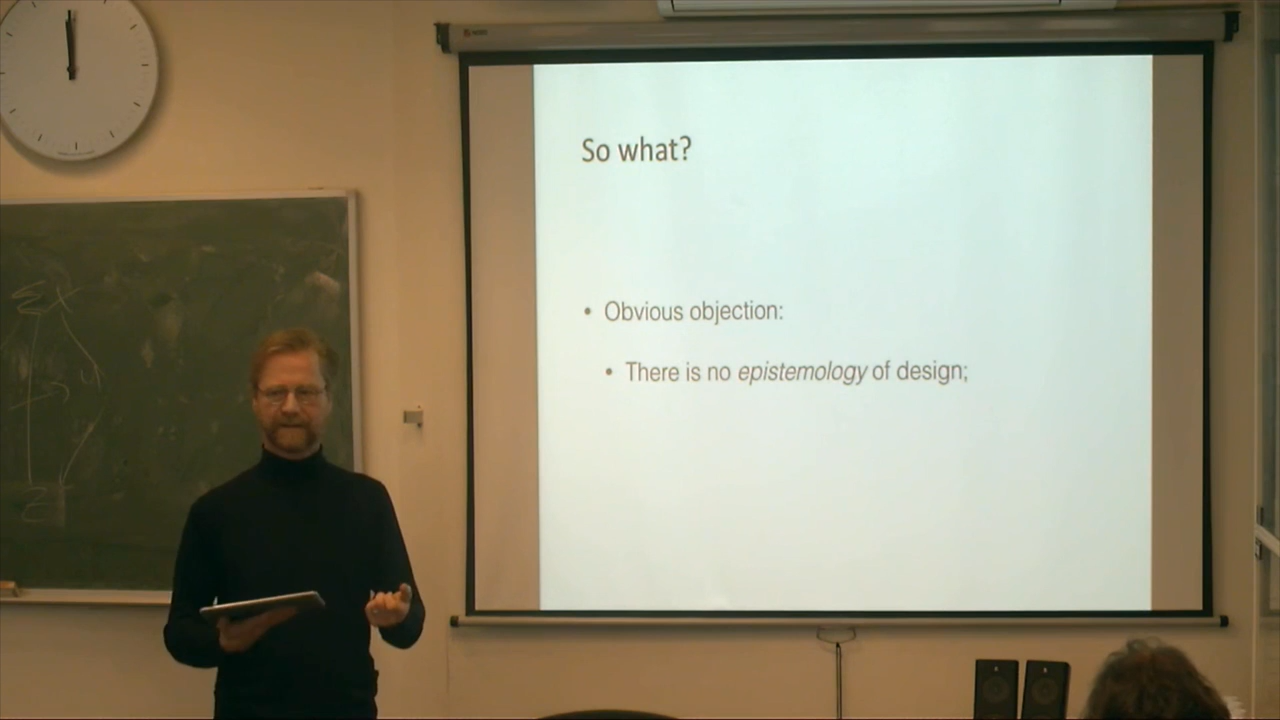 So what?
• Obvious objection:
• There is no epistemology of design;